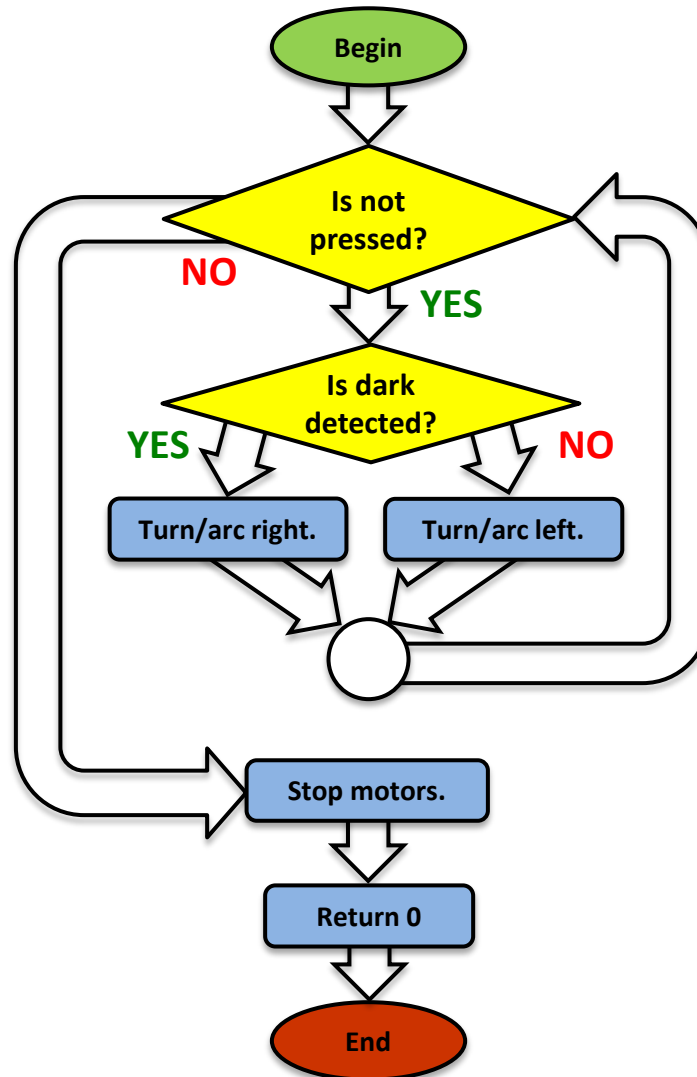 Begin
Is not
pressed?
NO
YES
Is dark
detected?
YES
NO
Turn/arc right.
Turn/arc left.
Stop motors.
Return 0
End